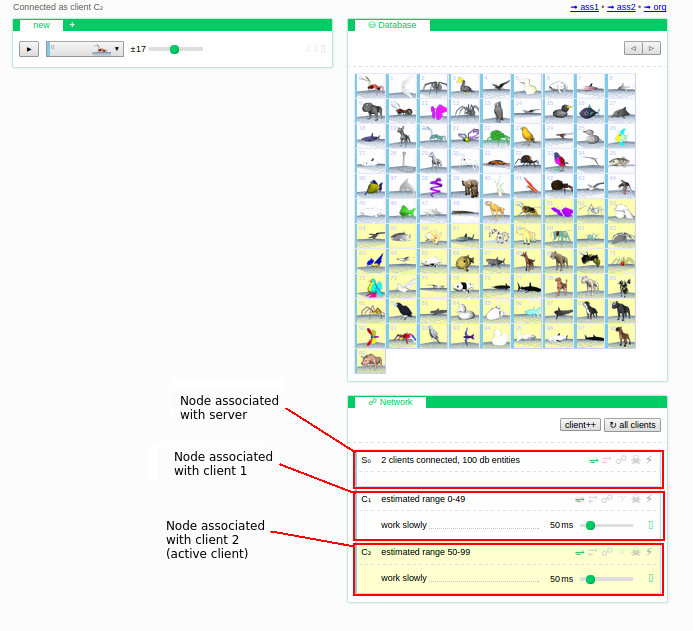 Connected as client C₂
➞ ass1 • ➞ ass2 • ➞ org
new +
±17
Database
Node associated
with server
Node associated
with client 1
Node associated
with client 2
(active client)
Network
client++ ↻ all clients
S₀ 2 clients connected, 100 db entities
C₁ estimated range 0-49
work slowly 50 ms
C₂ estimated range 50-99
work slowly 50 ms